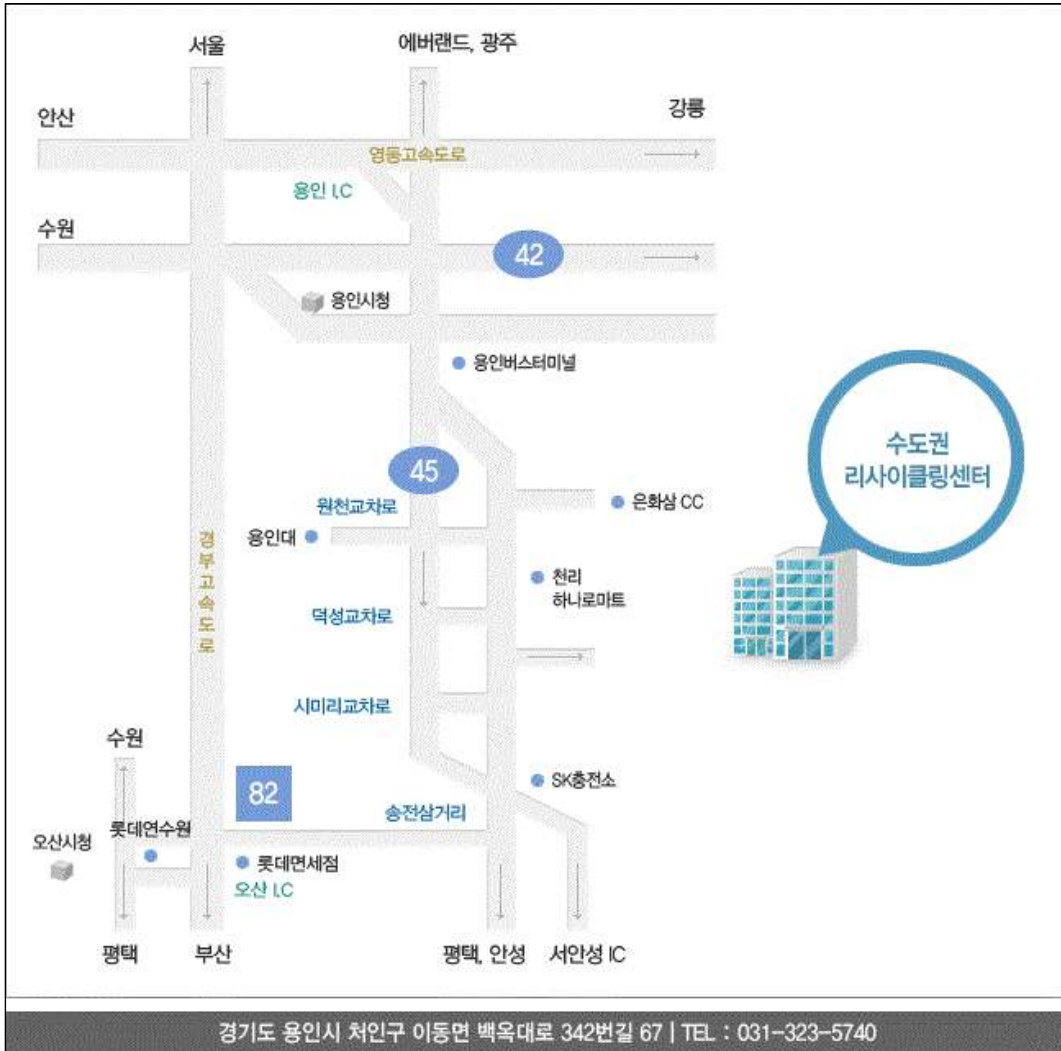 서울
에버랜드, 광주
안산
강릉
영동고속도로
용인 I.C
수원
42
용인시청
용인버스터미널
수도권
리사이클링센터
45
원천교차로
은화삼 CC
용인대
경부고속도로
천리
하나로마트
덕성교차로
시미리교차로
수원
SK충전소
82
송전삼거리
롯데연수원
오산시청
롯데면세점
오산 I.C
평택
부산
평택, 안성
서안성 IC
경기도 용인시 처인구 이동면 백옥대로 342번길 67 | TEL : 031-323-5740